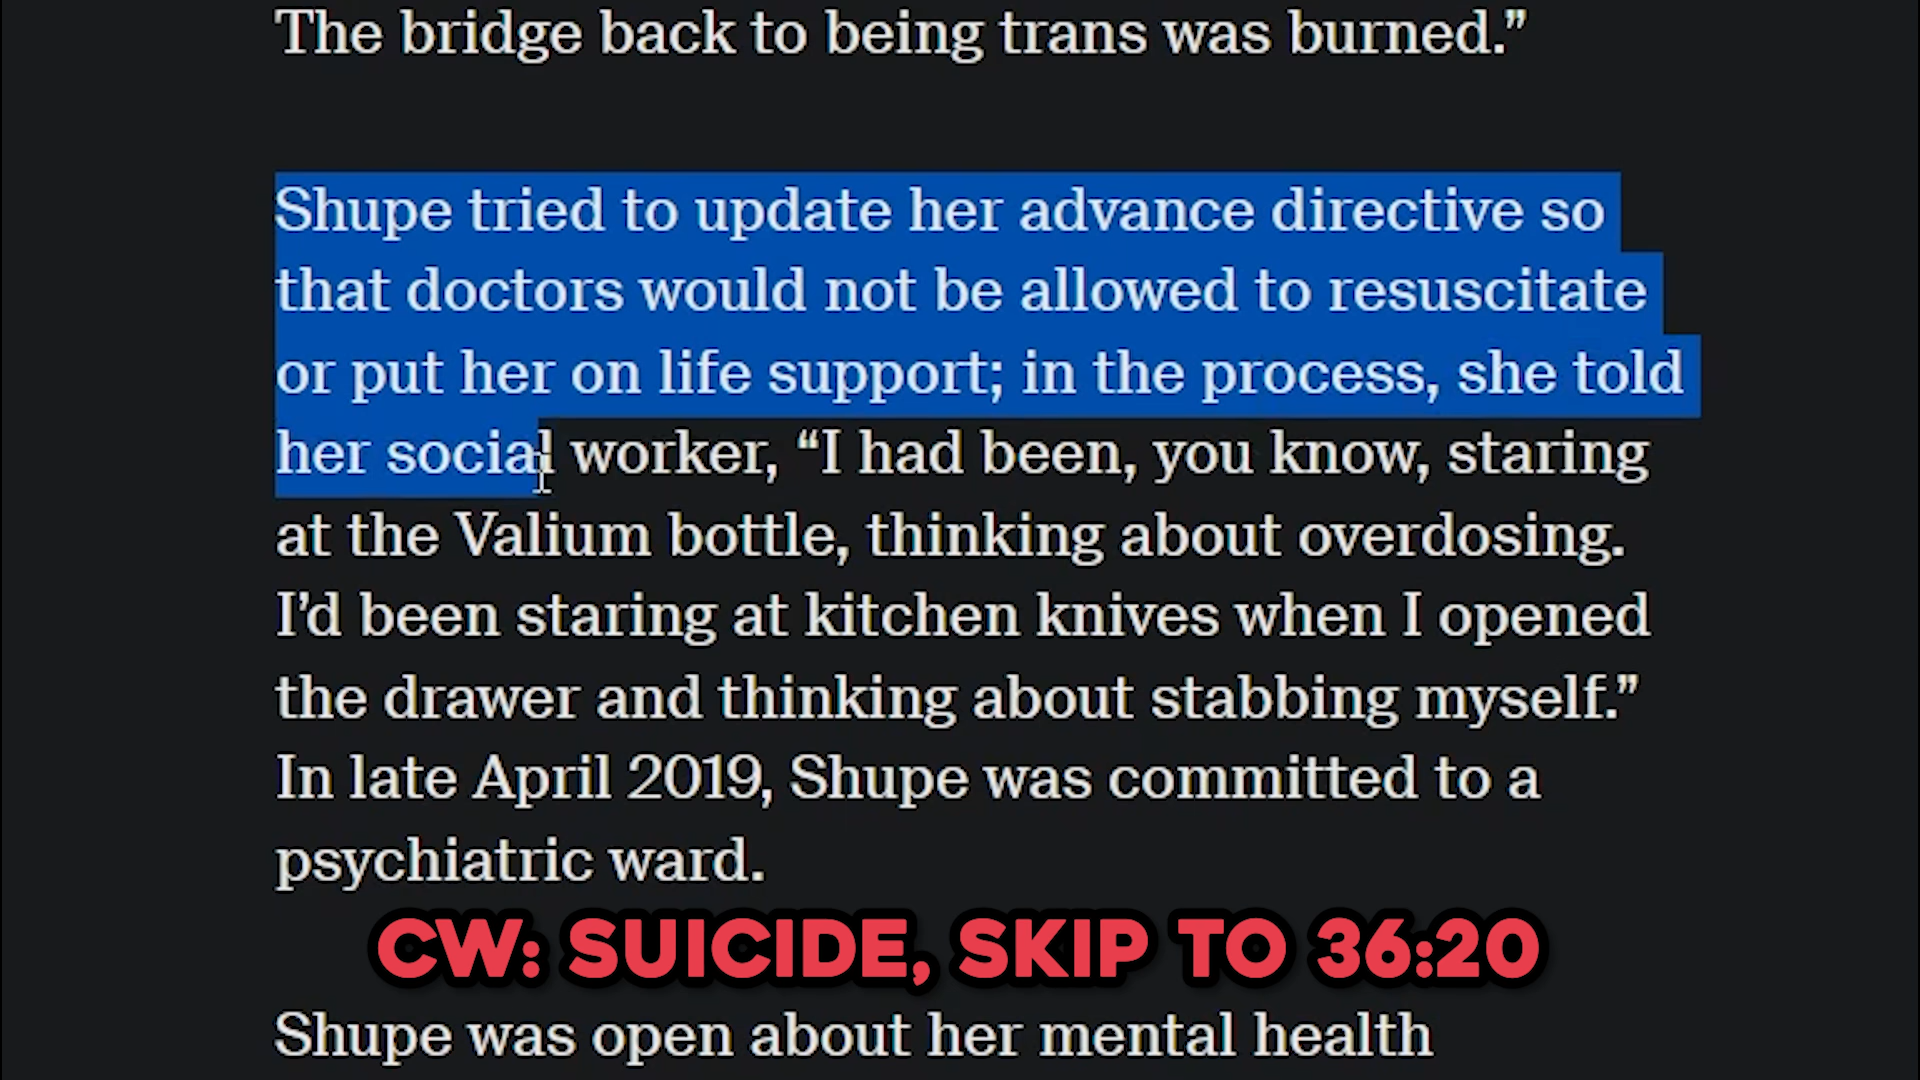 The bridge back to being trans was burned.”
Shupe tried to update her advance directive so
that doctors would not be allowed to resuscitate
or put her on life support; in the process, she told
her social worker, “I had been, you know, staring
at the Valium bottle, thinking about overdosing.
I’d been staring at kitchen knives when I opened
the drawer and thinking about stabbing myself.”
In late April 2019, Shupe was committed to a
psychiatric ward.
CW: SUICIDE, SKIP TO 36:20
Shupe was open about her mental health